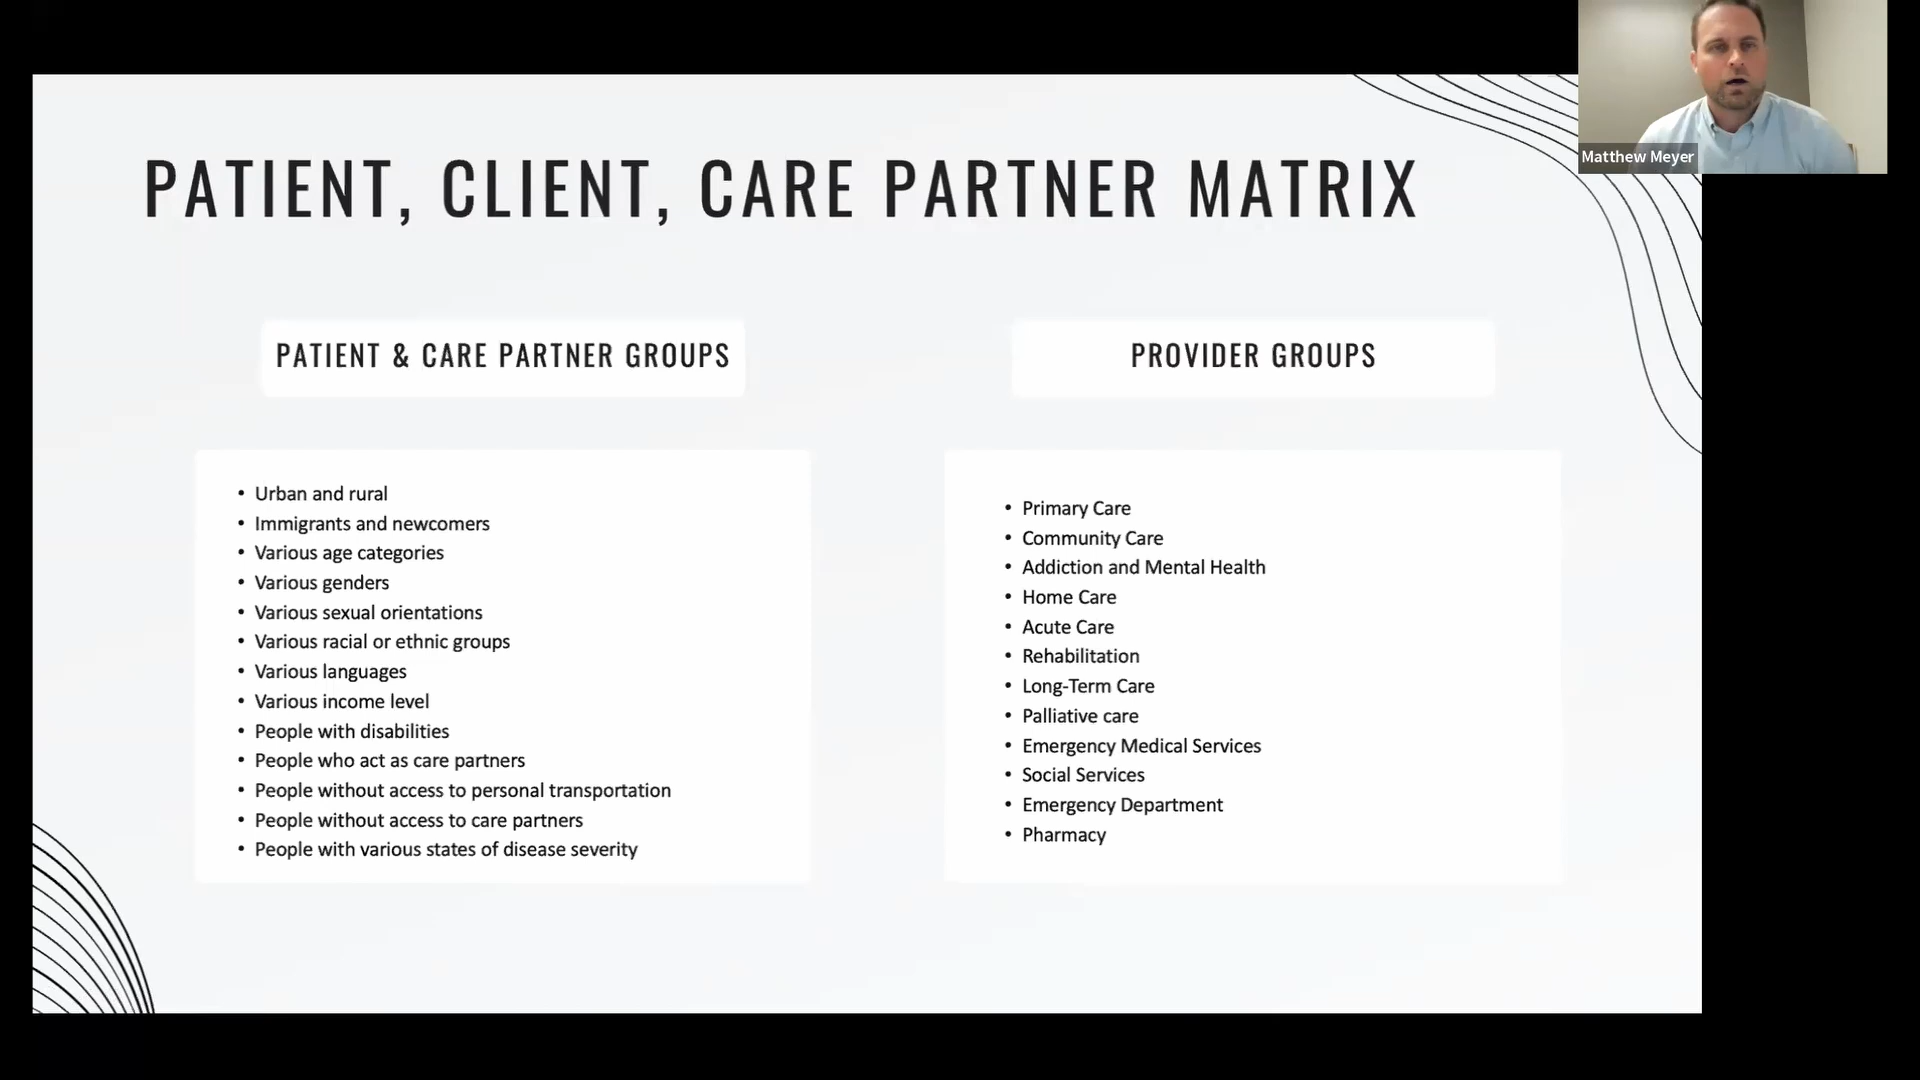 Matthew Meyer
PATIENT, CLIENT, CARE PARTNER MATRIX
PATIENT & CARE PARTNER GROUPS
• Urban and rural
• Immigrants and newcomers
• Various age categories
• Various genders
• Various sexual orientations
• Various racial or ethnic groups
• Various languages
• Various income level
• People with disabilities
• People who act as care partners
• People without access to personal transportation
• People without access to care partners
• People with various states of disease severity
PROVIDER GROUPS
• Primary Care
• Community Care
• Addiction and Mental Health
• Home Care
• Acute Care
• Rehabilitation
• Long-Term Care
• Palliative care
• Emergency Medical Services
• Social Services
• Emergency Department
• Pharmacy